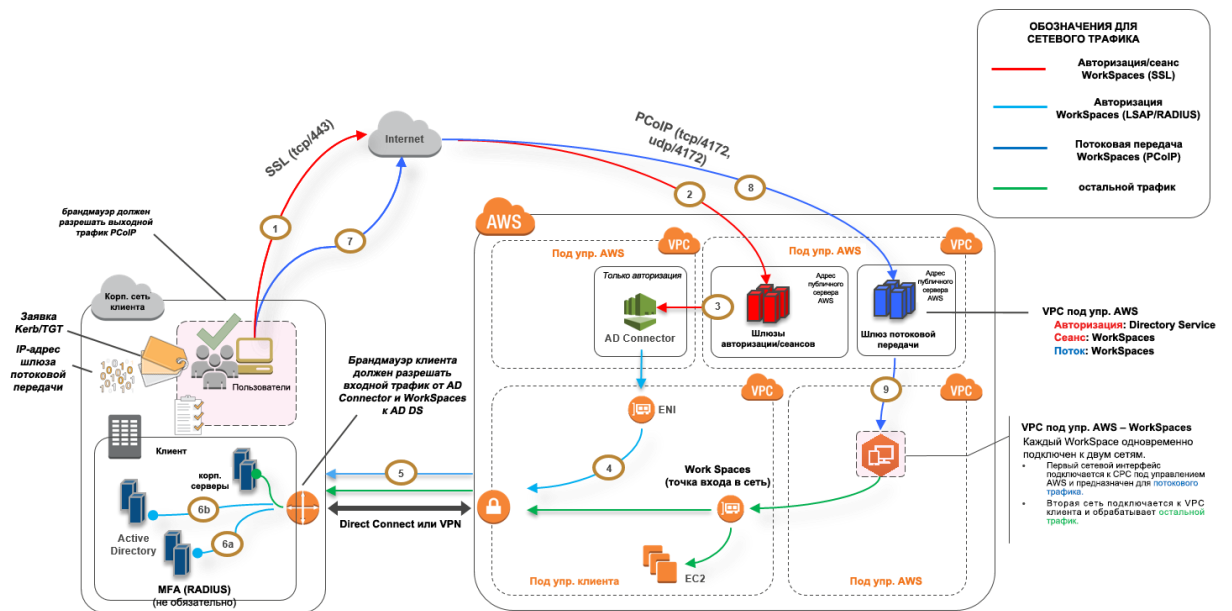 ОБОЗНАЧЕНИЯ ДЛЯ
СЕТЕВОГО ТРАФИКА
Авторизация/сеанс
WorkSpaces (SSL)
Авторизация
WorkSpaces (LSAP/RADIUS)
Потоковая передача
WorkSpaces (PCoIP)
остальной трафик
Internet
SSL (tcp/443)
PCoIP (tcp/4172,
udp/4172)
1
7
2
8
брандмауэр должен
разрешать выходной
трафик PCoIP
AWS
Под упр. AWS
VPC
Под упр. AWS
VPC
Только авторизация
AD Connector
3
Адрес
публичного
сервера
AWS
Шлюзы
авторизации/сеансов
Адрес
публичного
сервера
AWS
Шлюз потоковой
передачи
VPC под упр. AWS
Авторизация: Directory Service
Сеанс: WorkSpaces
Поток: WorkSpaces
Корп. сеть
клиента
Заявка
Kerb/TGT
IP-адрес
шлюза
потоковой
передачи
Пользователи
Брандмауэр клиента
должен разрешать
входной трафик от AD
Connector и WorkSpaces
к AD DS
Клиент
корп.
серверы
6b
Active
Directory
6a
MFA (RADIUS)
(не обязательно)
5
Direct Connect или VPN
VPC
ENI
4
Work Spaces
(точка входа в сеть)
EC2
Под упр. клиента
VPC
9
Под упр. AWS
VPC под упр. AWS – WorkSpaces
Каждый WorkSpace одновременно
подключен к двум сетям.
• Первый сетевой интерфейс
подключается к CPC под управлением
AWS и предназначен для потокового
трафика.
• Вторая сеть подключается к VPC
клиента и обрабатывает остальной
трафик.